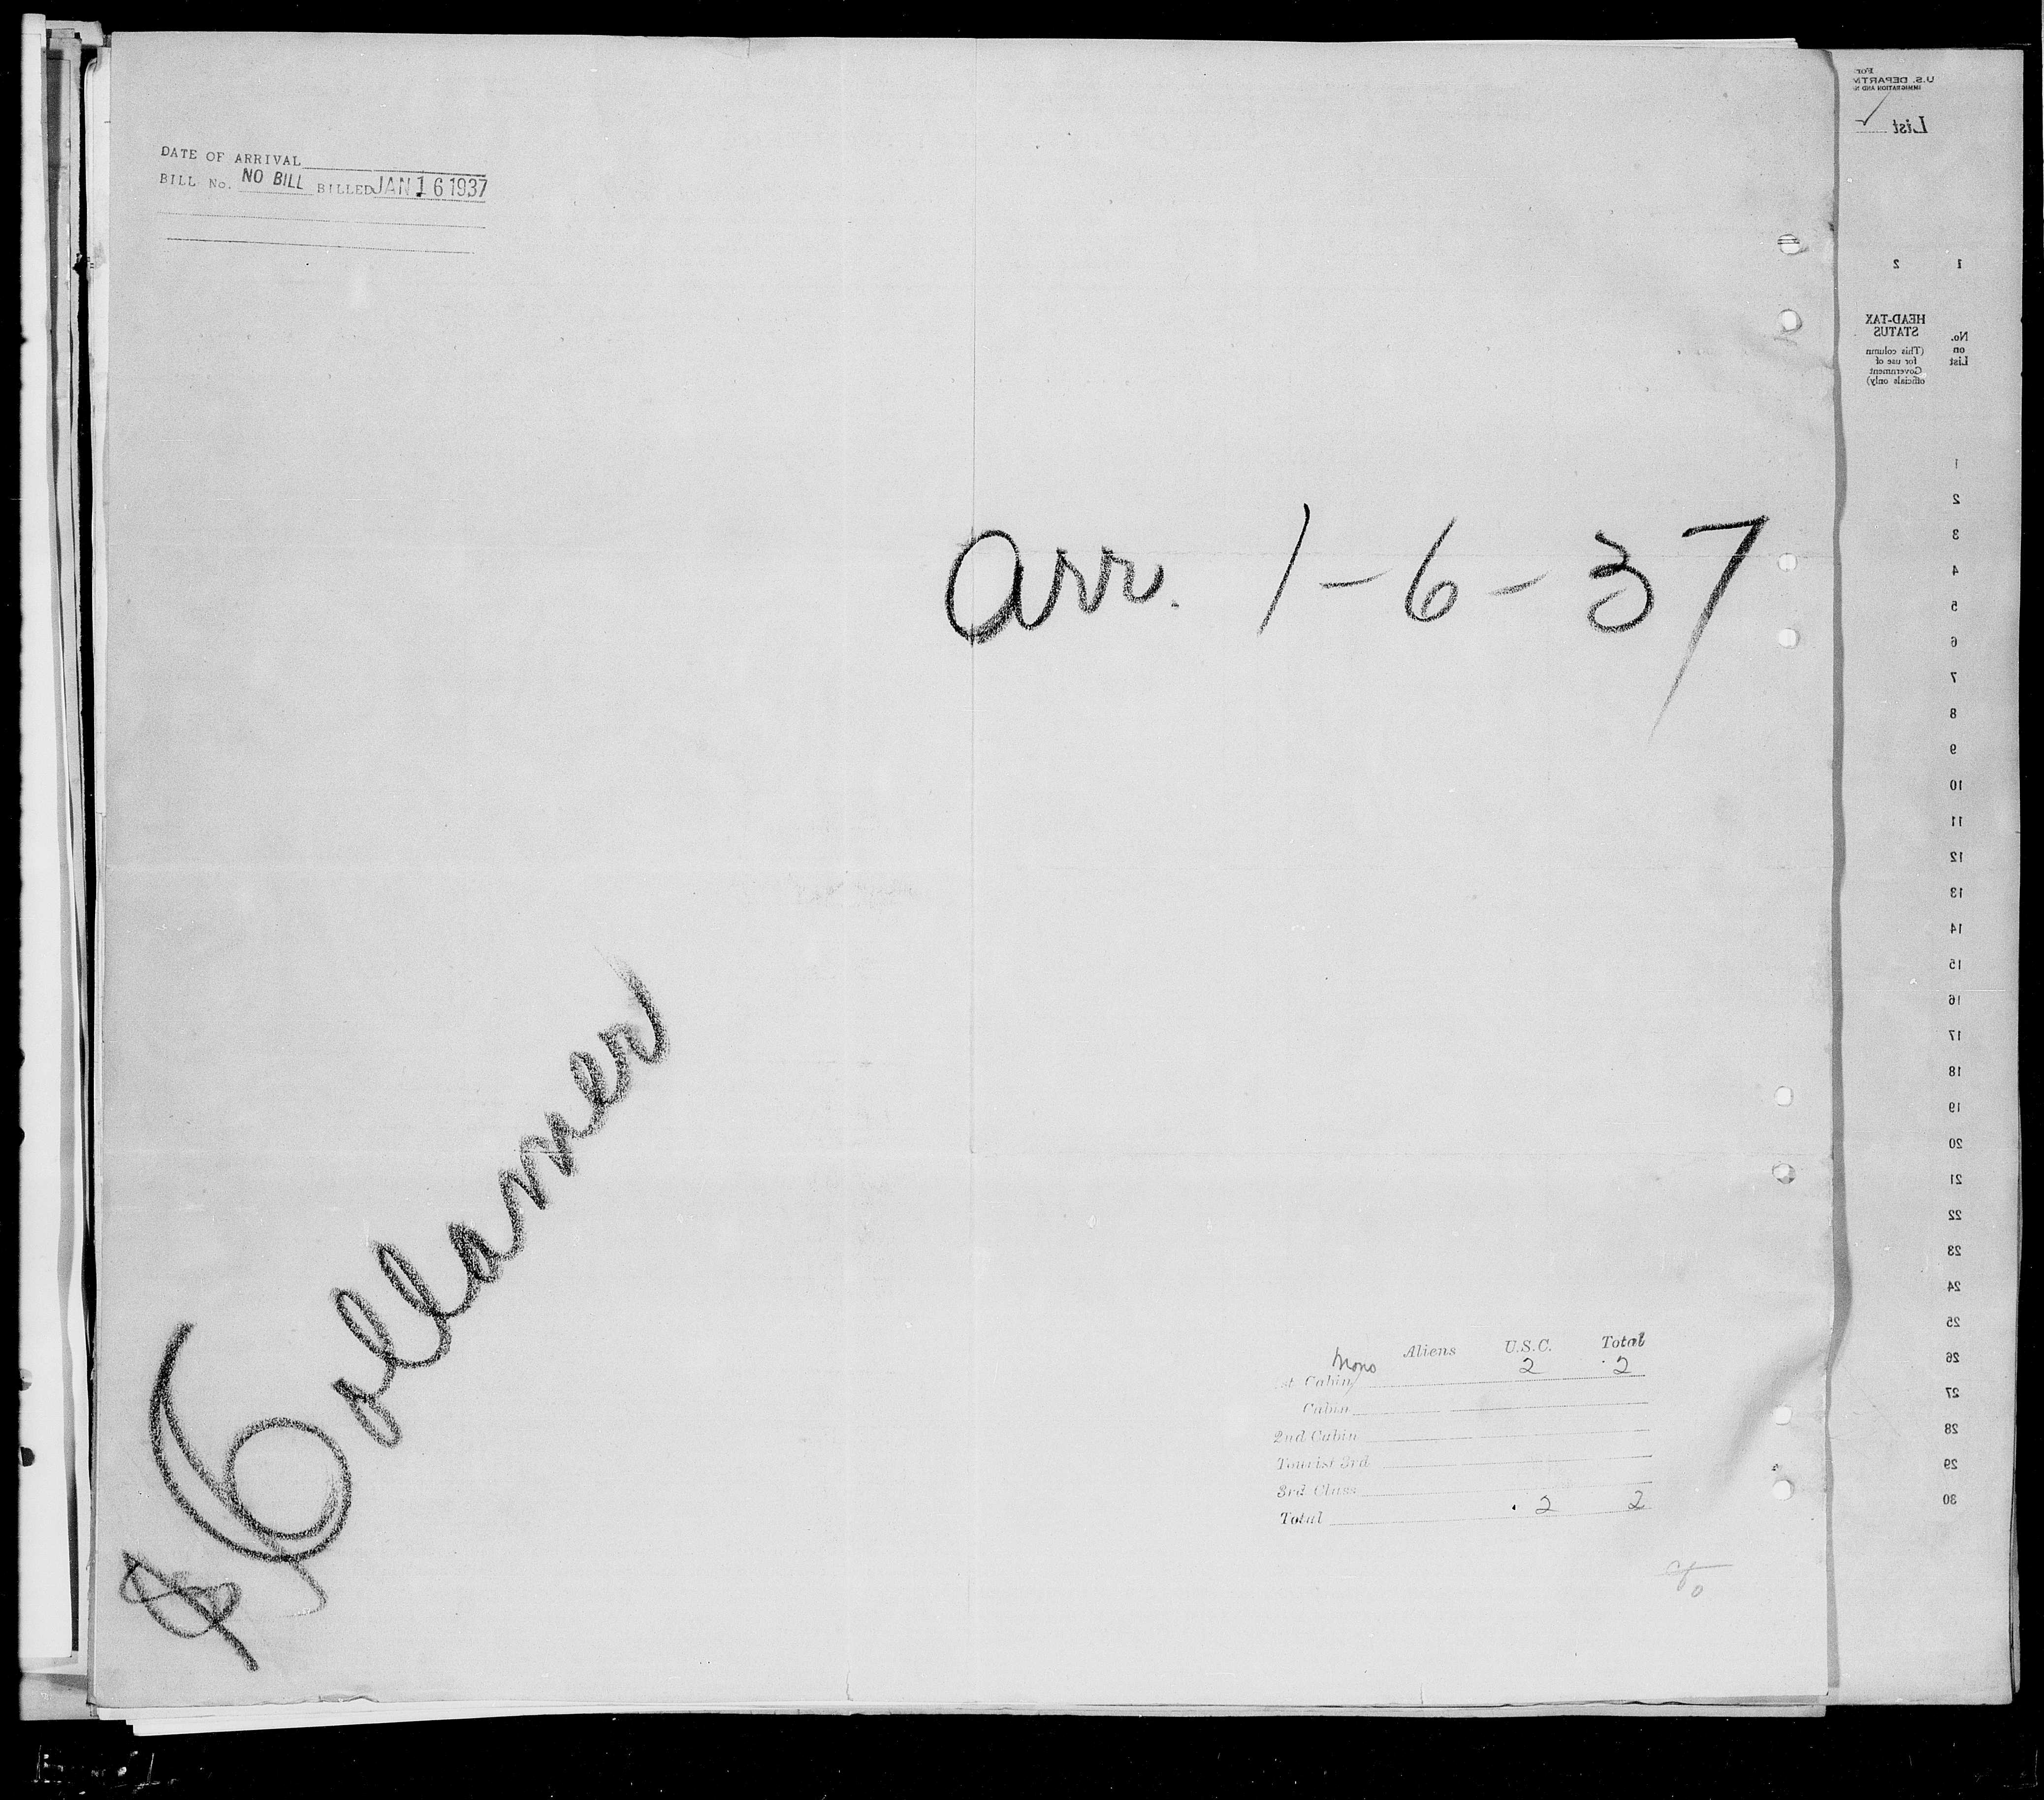 DATE OF ARRIVAL
BILL No. NO BILL BILLED JAN 16 1937
Arr. 1-6-37
Collamer
Aliens U.S.C. Total
Mono 2 2
st Cabin
Cabin
2nd Cabin
Tourist 3rd
3rd Class
Total 2 2
For
U.S. DEPARTM
IMMIGRATION AND N
List
1 2
No. on List
HEAD-TAX STATUS
(This column for use of Government officials only)
1
2
3
4
5
6
7
8
9
10
11
12
13
14
15
16
17
18
19
20
21
22
23
24
25
26
27
28
29
30